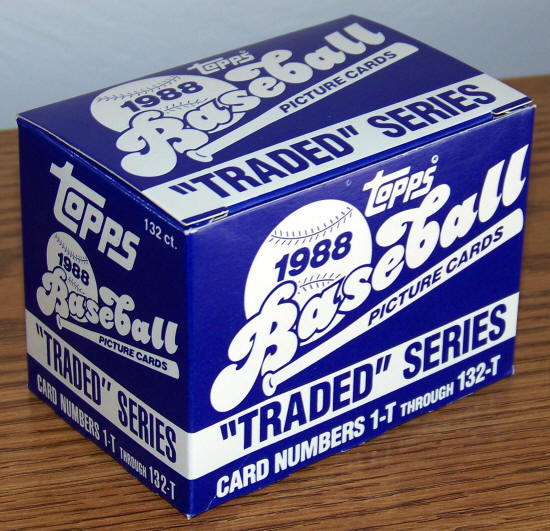 Topps
1988
Baseball
PICTURE CARDS
"TRADED" SERIES
Topps
132 ct.
1988
Baseball
PICTURE CARDS
"TRADED" SERIES
CARD NUMBERS 1-T THROUGH 132-T
Topps®
1988
Baseball
PICTURE CARDS
"TRADED" SERIES
CARD NUMBERS 1-T THROUGH 132-T